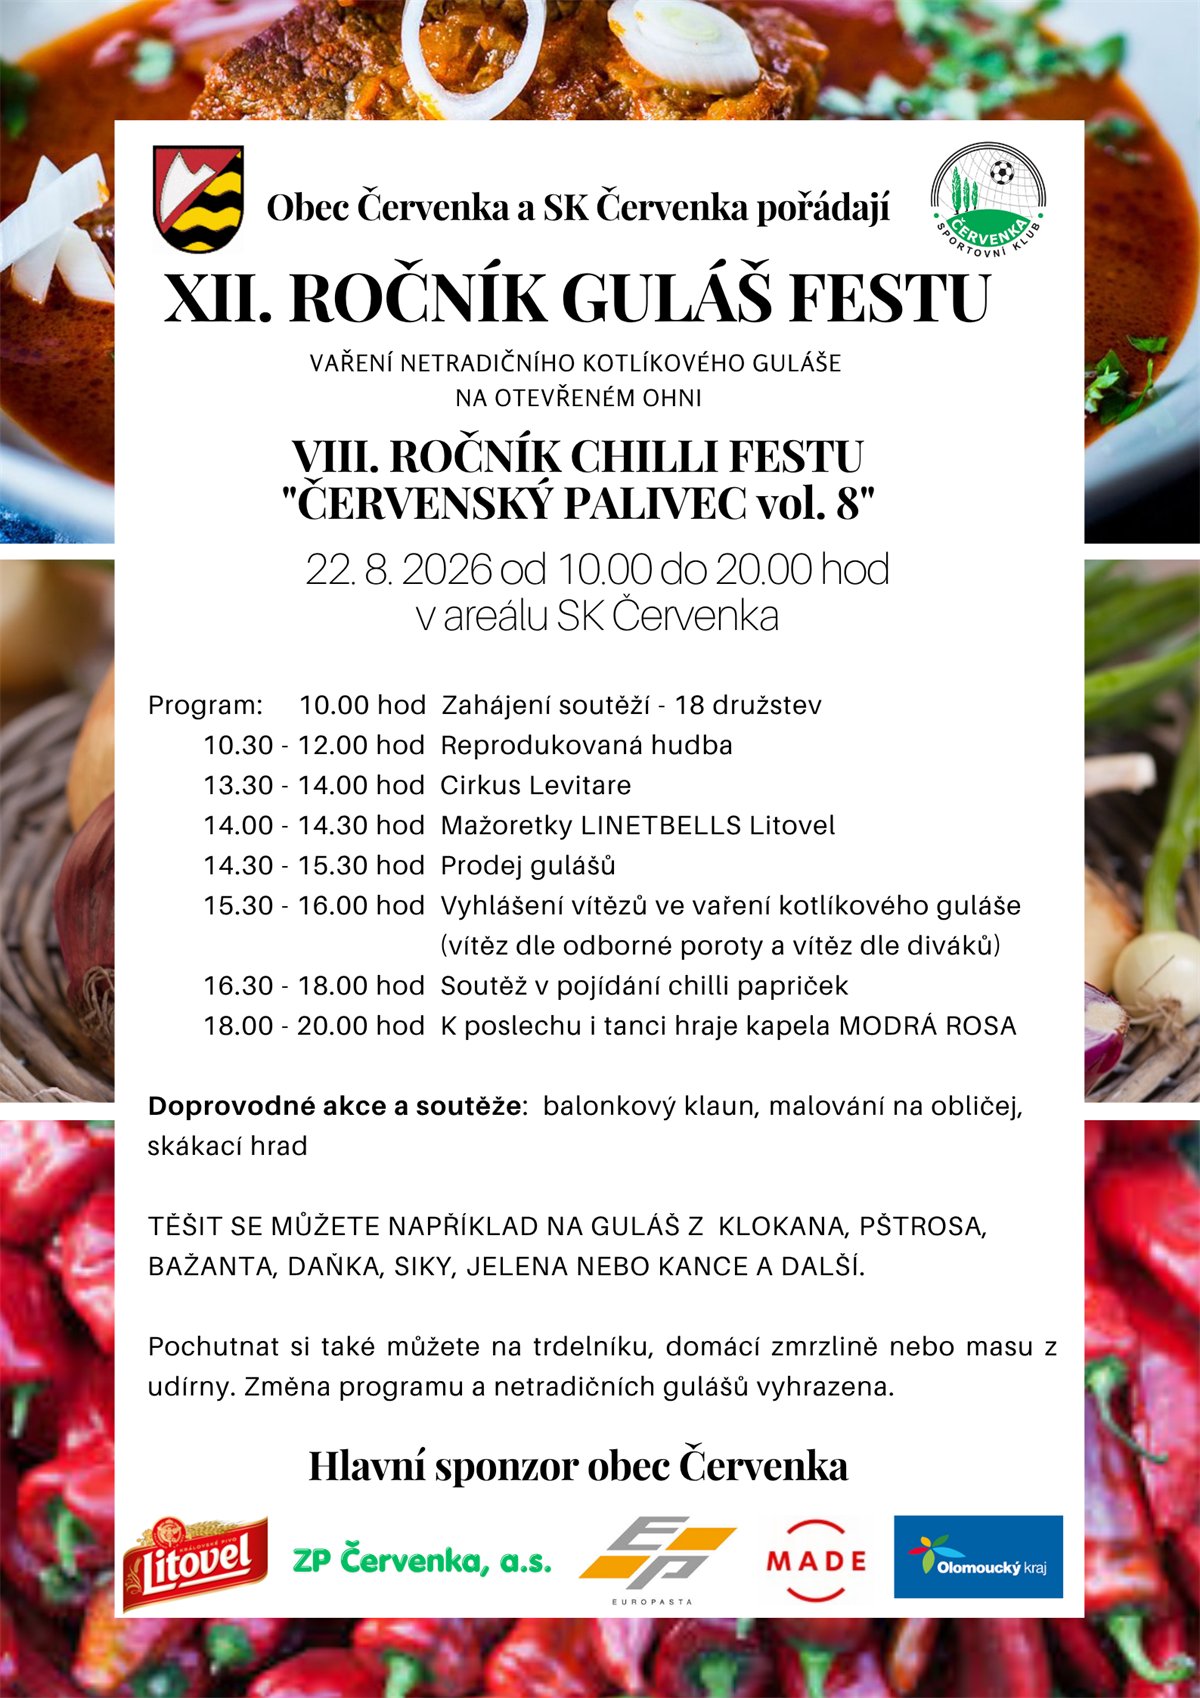 Obec Červenka a SK Červenka pořádají
ČERVENKA
SPORTOVNÍ KLUB
XII. ROČNÍK GULÁŠ FESTU
VAŘENÍ NETRADIČNÍHO KOTLÍKOVÉHO GULÁŠE
NA OTEVŘENÉM OHNI
VIII. ROČNÍK CHILLI FESTU
"ČERVENSKÝ PALIVEC vol. 8"
22. 8. 2026 od 10.00 do 20.00 hod
v areálu SK Červenka
Program: 10.00 hod Zahájení soutěží - 18 družstev
10.30 - 12.00 hod Reprodukovaná hudba
13.30 - 14.00 hod Cirkus Levitare
14.00 - 14.30 hod Mažoretky LINETBELLS Litovel
14.30 - 15.30 hod Prodej gulášů
15.30 - 16.00 hod Vyhlášení vítězů ve vaření kotlíkového guláše
(vítěz dle odborné poroty a vítěz dle diváků)
16.30 - 18.00 hod Soutěž v pojídání chilli papriček
18.00 - 20.00 hod K poslechu i tanci hraje kapela MODRÁ ROSA
Doprovodné akce a soutěže: balonkový klaun, malování na obličej,
skákací hrad
TĚŠIT SE MŮŽETE NAPŘÍKLAD NA GULÁŠ Z KLOKANA, PŠTROSA,
BAŽANTA, DAŇKA, SIKY, JELENA NEBO KANCE A DALŠÍ.
Pochutnat si také můžete na trdelníku, domácí zmrzlině nebo masu z
udírny. Změna programu a netradičních gulášů vyhrazena.
Hlavní sponzor obec Červenka
KRÁLOVSKÉ PIVO
Litovel
ZP Červenka, a.s.
EP
EUROPASTA
MADE
Olomoucký kraj